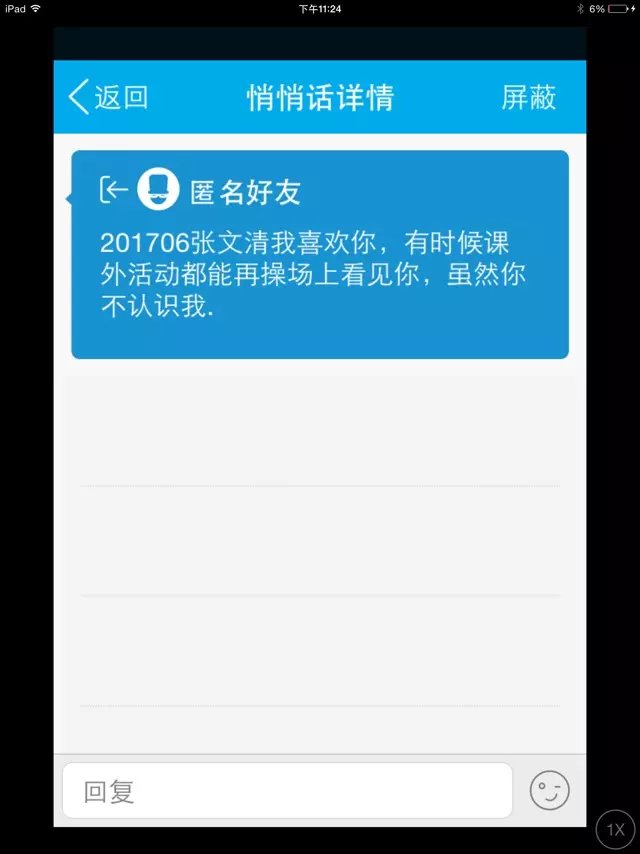 iPad 下午11:24 6%
返回 悄悄话详情 屏蔽
匿名好友
201706张文清我喜欢你，有时候课
外活动都能再操场上看见你，虽然你
不认识我.
回复
1X